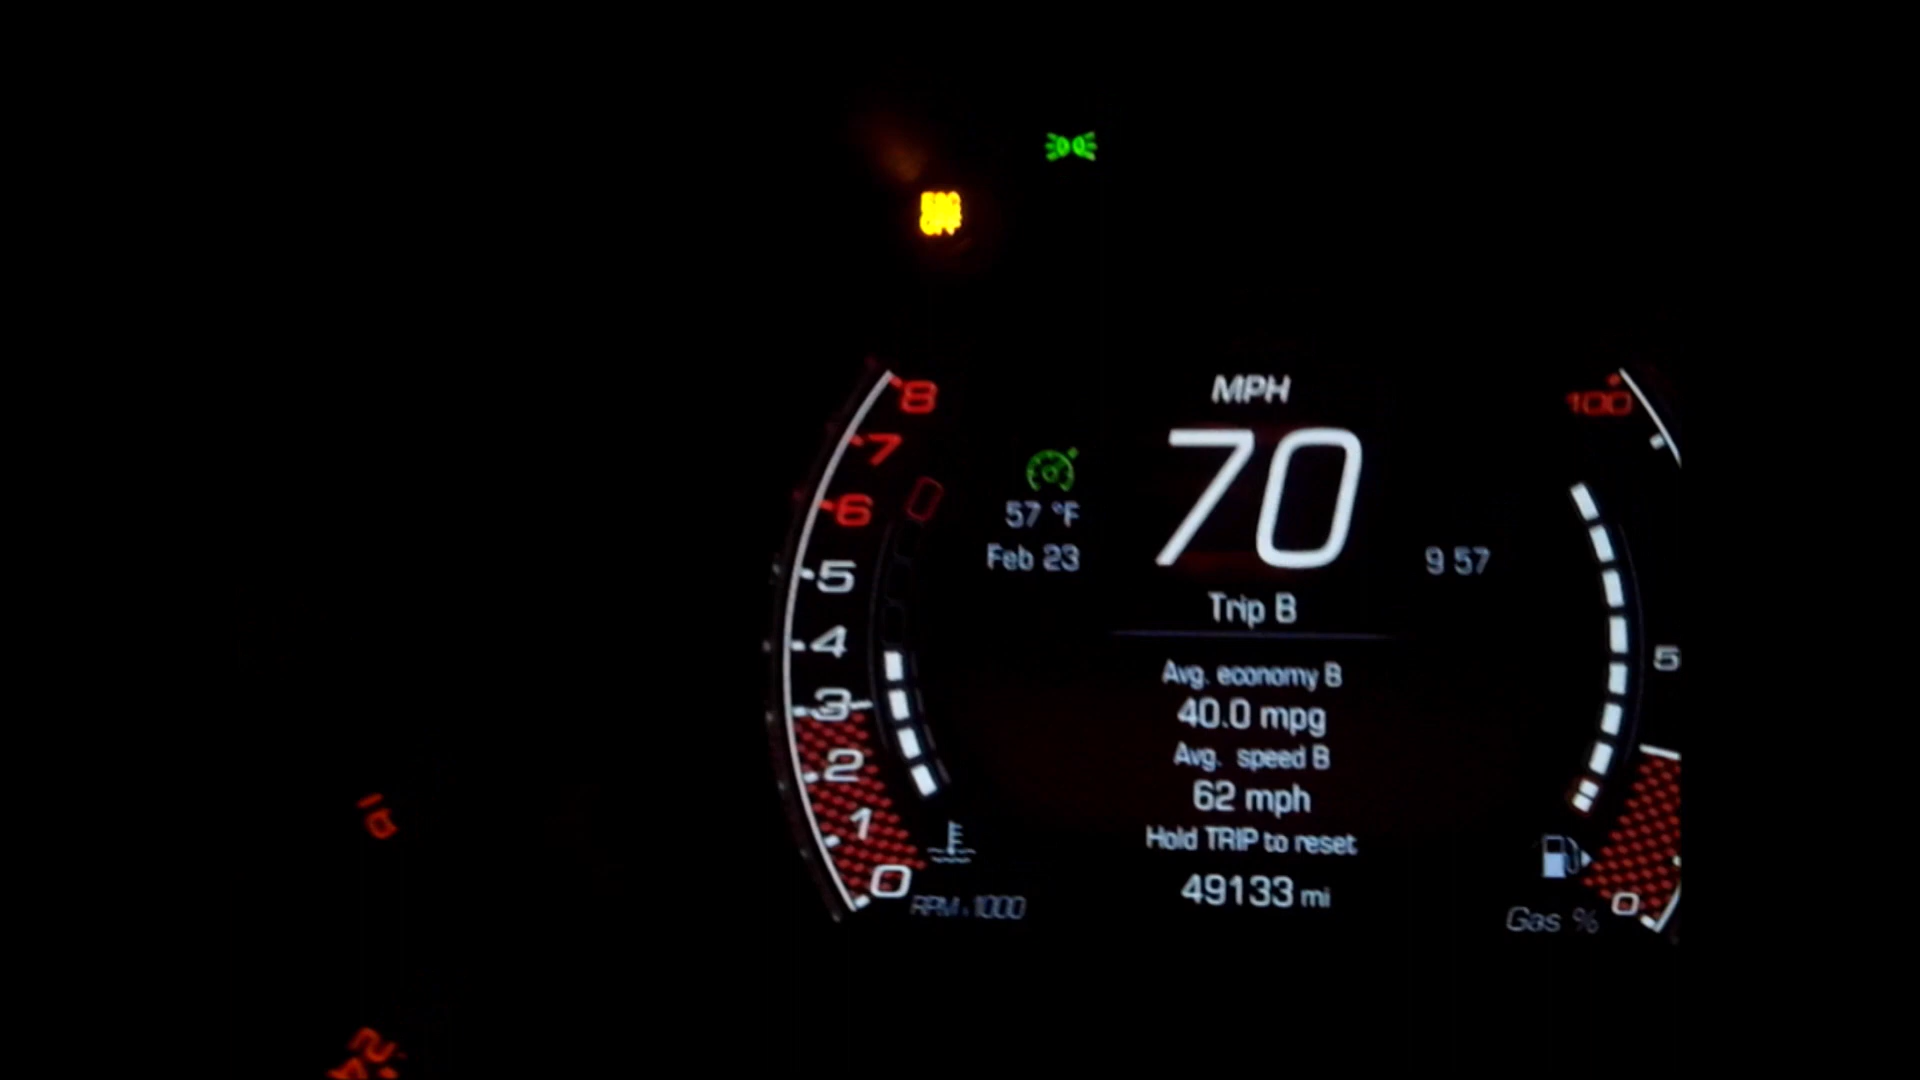 MPH
8
7
6
5
4
3
2
1
0
RPM x 1000
70
57 °F
Feb 23
9 57
Trip B
Avg. economy B
40.0 mpg
Avg. speed B
62 mph
Hold TRIP to reset
49133 mi
100
5
0
Gas %